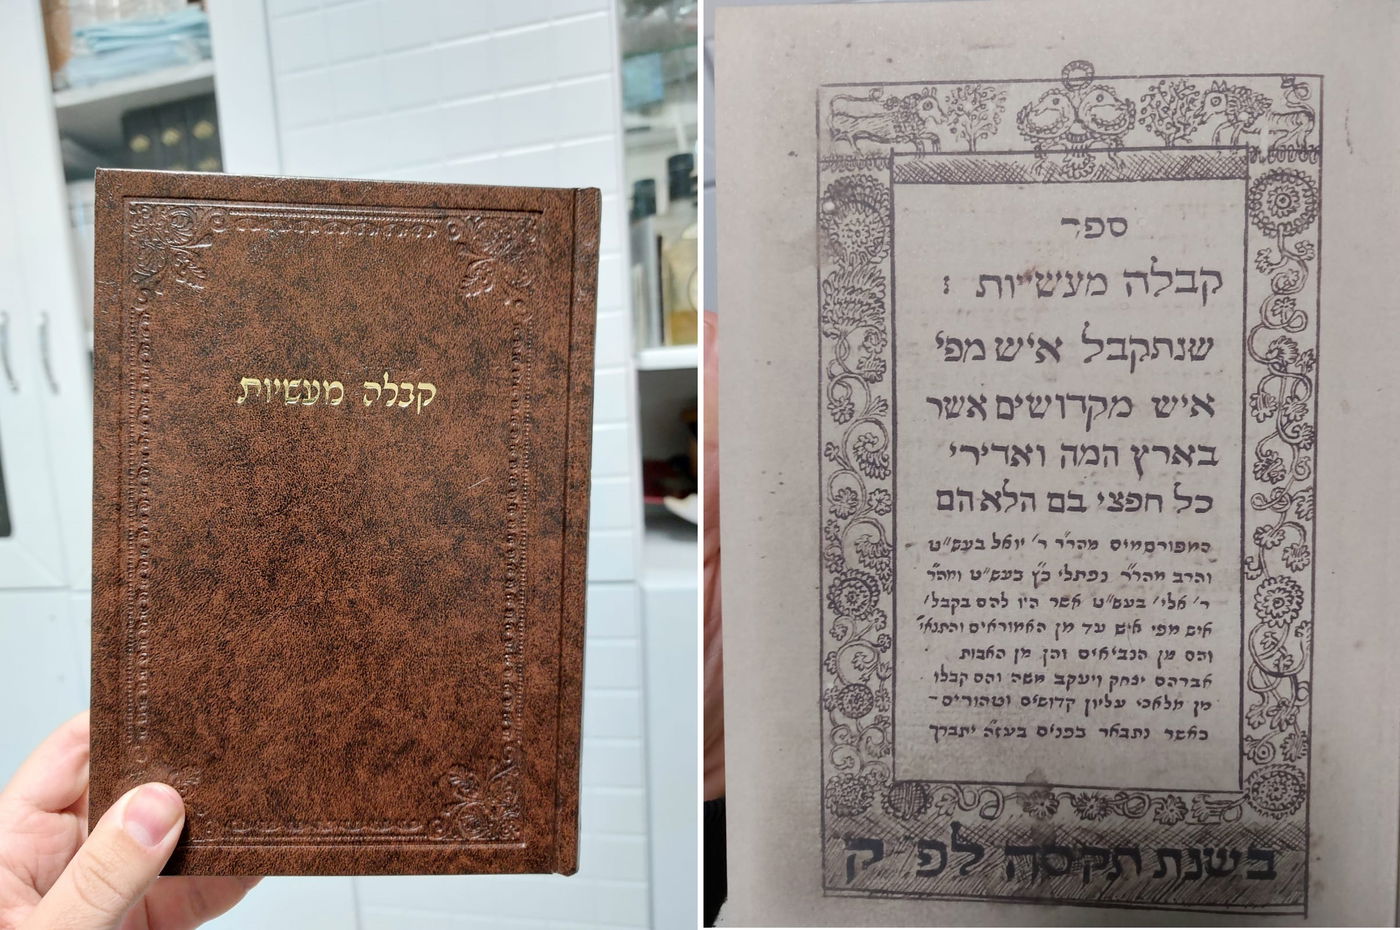 קבלה מעשיות
ספר
קבלה מעשיות :
שנתקבל איש מפי
איש מקדושים אשר
בארץ המה ואדירי
כל חפצי בם הלא הם
המפורסמים מהר״ר ר׳ יואל בעש״ט
והרב מהר״ר נפתלי כ״ץ בעש״ט ומהר״ר
ר׳ אלי׳ בעש״ט אשר היו להם בקבל׳
איש מפי איש עד מן האמוראים והתנאי׳
והם מן הנביאים והן מן האבות
אברהם יצחק ויעקב משה והם קבלו
מן מלאכי עליון קדושים וטהורים -
כאשר נתבאר בפנים בעזה יתברך
בשנת תקסה לפ ק